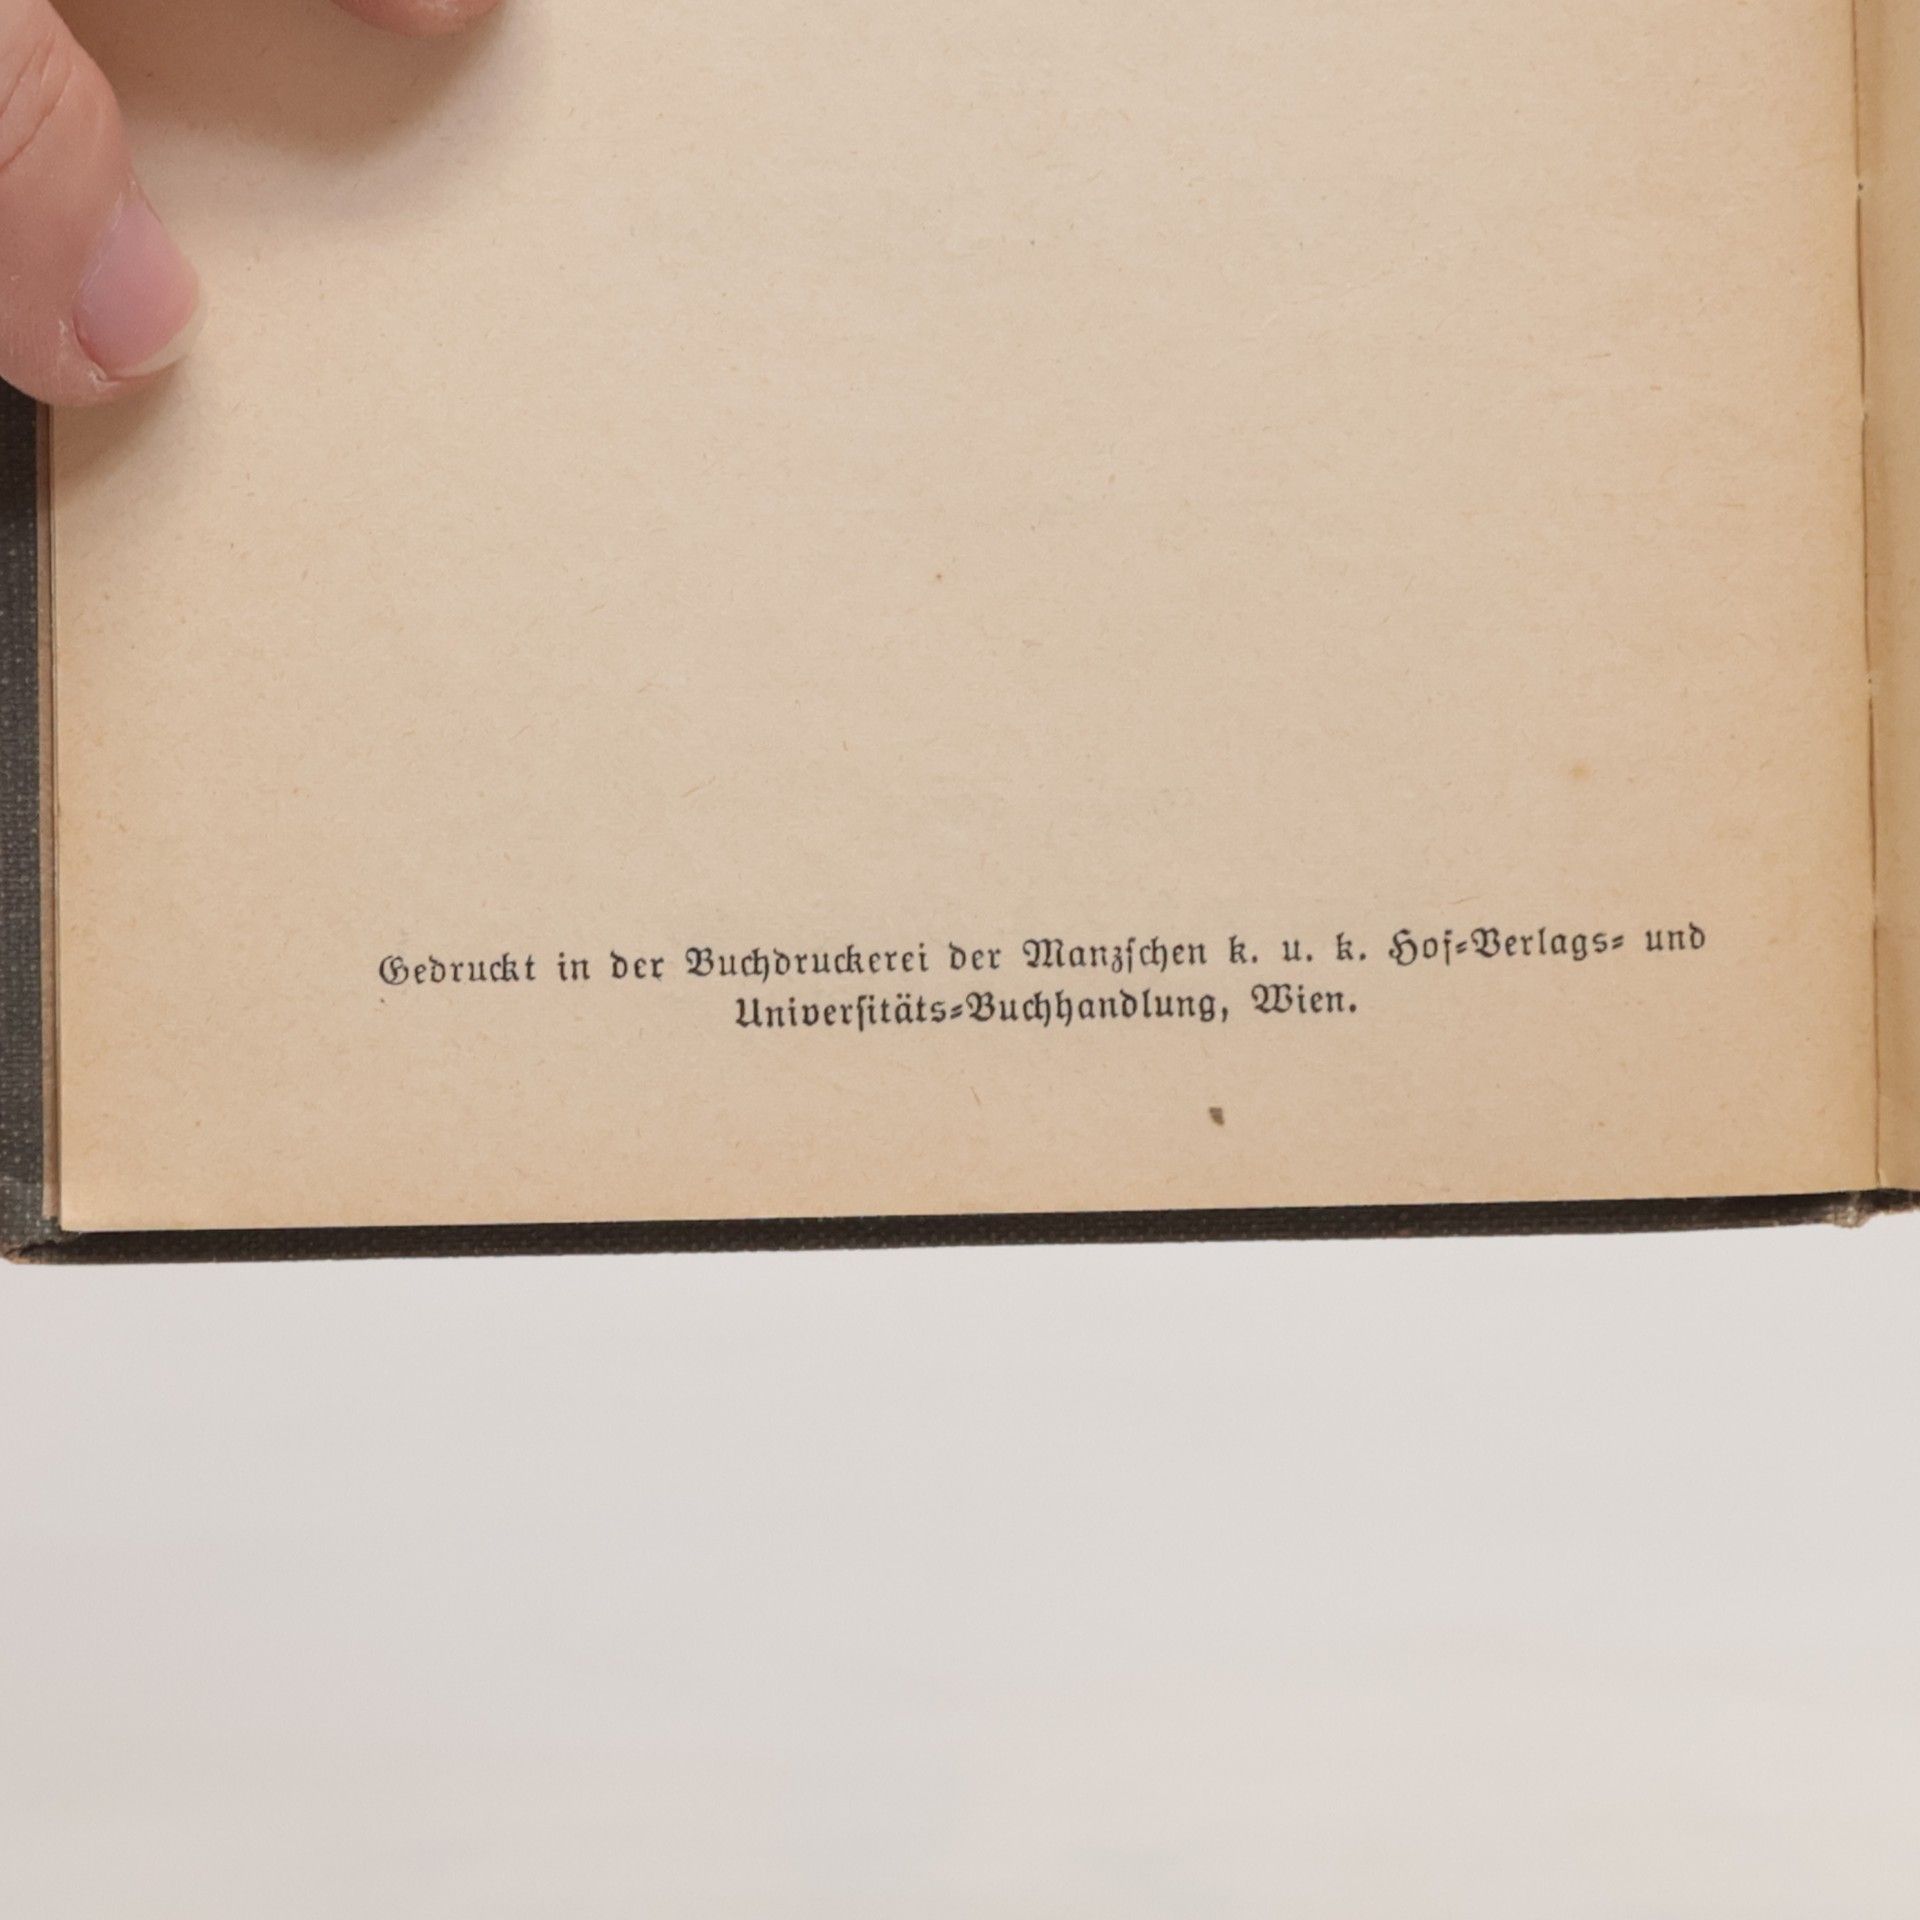 Gedruckt in der Buchdruckerei der Manzſchen k. u. k. Hof-Verlags- und
Univerſitäts-Buchhandlung, Wien.